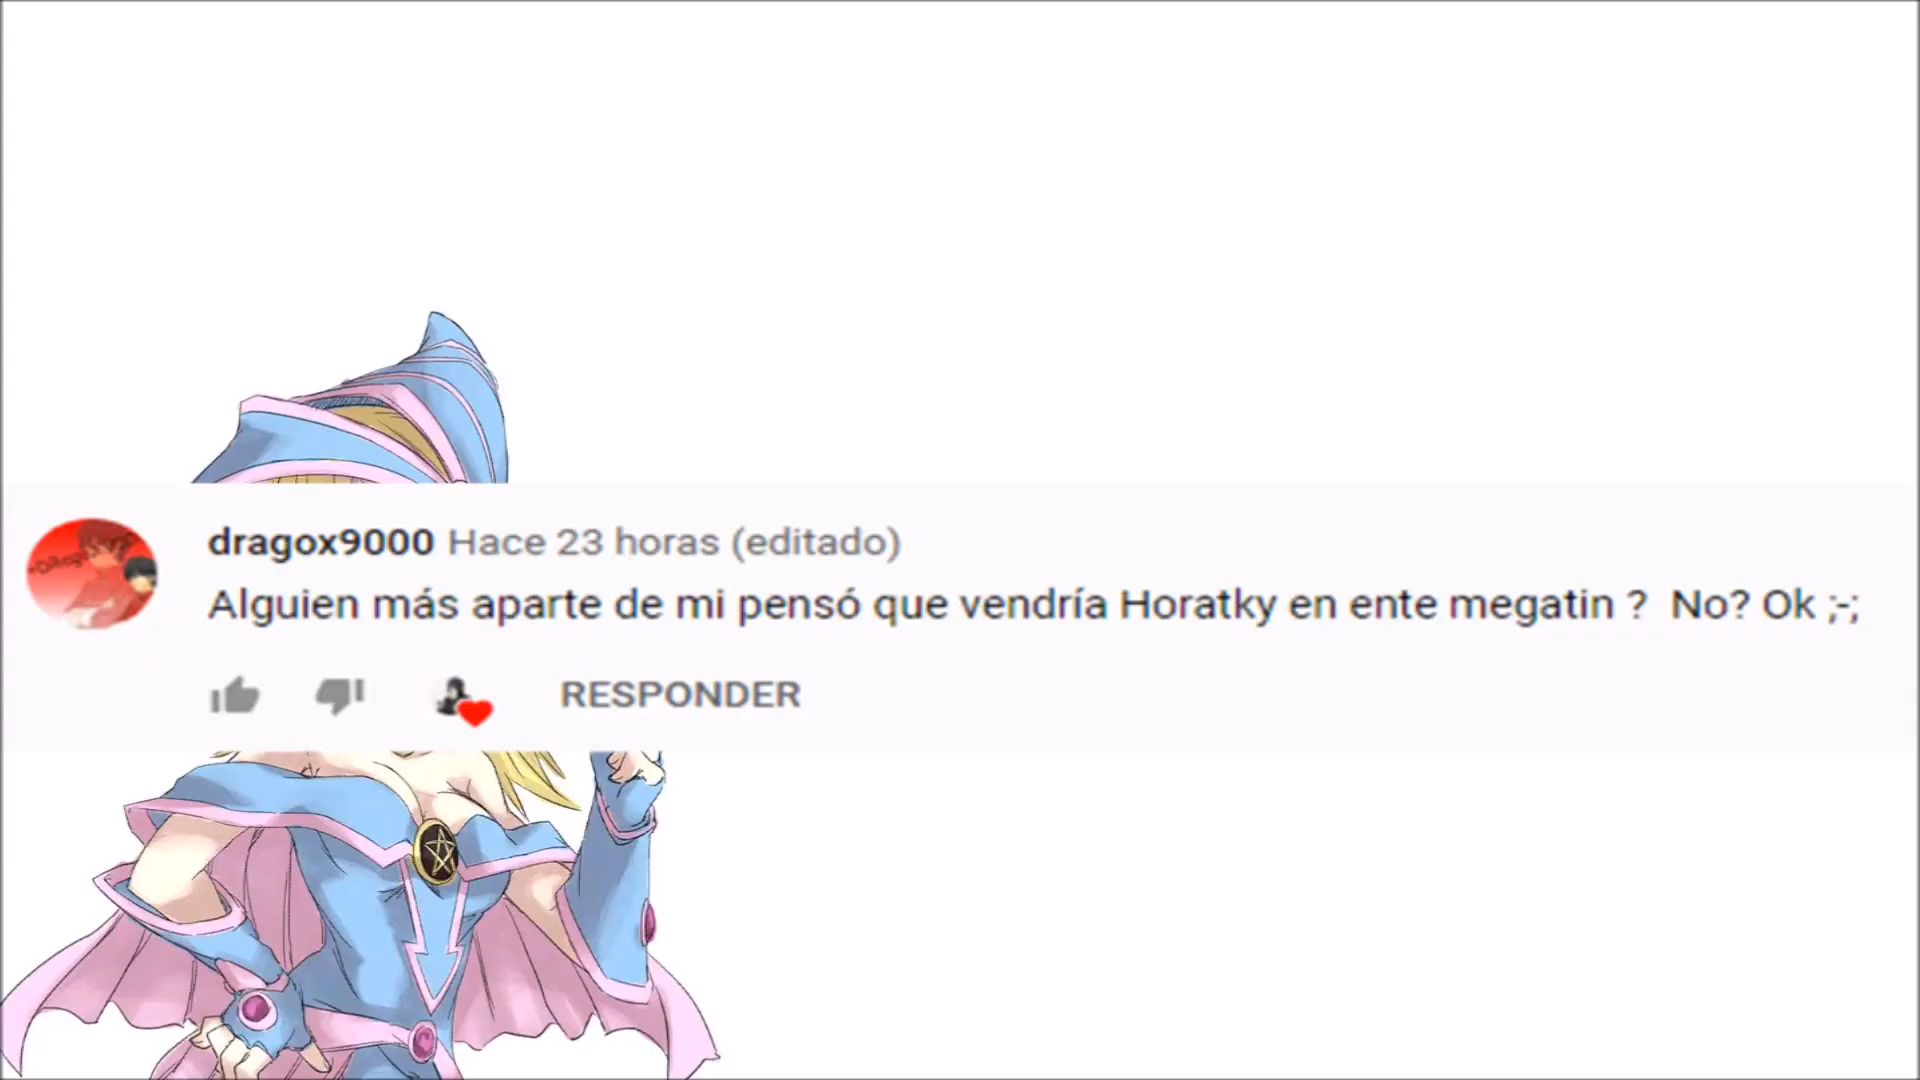 dragox9000 Hace 23 horas (editado)
Alguien más aparte de mi pensó que vendría Horatky en ente megatin ?  No? Ok ;-;
RESPONDER